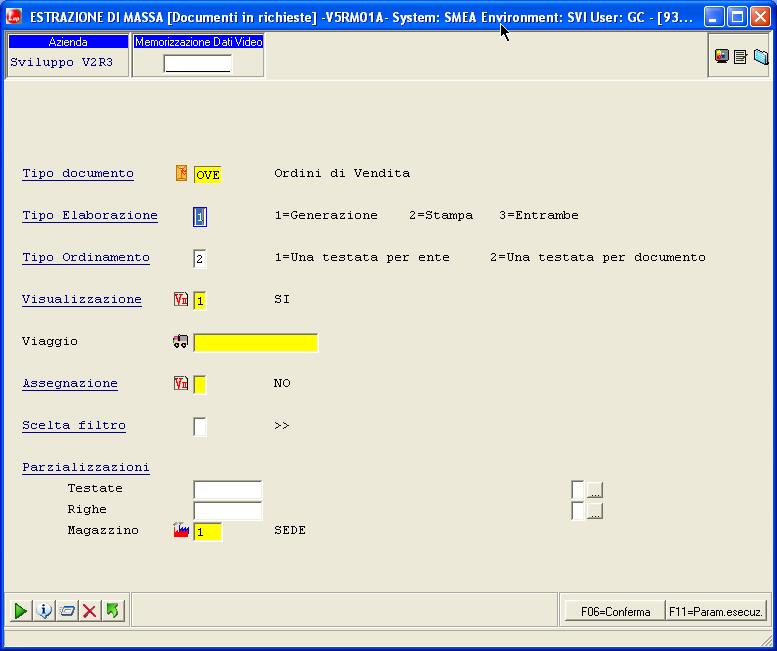 ESTRAZIONE DI MASSA [Documenti in richieste] -V5RM01A- System: SMEA Environment: SVI User: GC - [93...
Azienda
Sviluppo V2R3
Memorizzazione Dati Video
Tipo documento OVE Ordini di Vendita
Tipo Elaborazione 1 1=Generazione 2=Stampa 3=Entrambe
Tipo Ordinamento 2 1=Una testata per ente 2=Una testata per documento
Visualizzazione 1 SI
Viaggio
Assegnazione NO
Scelta filtro >>
Parzializzazioni
Testate ...
Righe ...
Magazzino 1 SEDE
F06=Conferma F11=Param.esecuz.